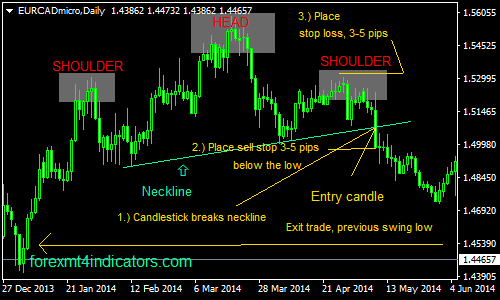 EURCADmicro,Daily 1.43862 1.44732 1.43862 1.44657
1.56055
HEAD
3.) Place
stop loss, 3-5 pips
1.54525
SHOULDER
SHOULDER
1.52995
1.51465
2.) Place sell stop 3-5 pips
below the low
1.49980
Neckline
Entry candle
1.48450
1.) Candlestick breaks neckline
1.46920
Exit trade, previous swing low
1.45390
forexmt4indicators.com
1.44657
1.43905
27 Dec 2013
21 Jan 2014
12 Feb 2014
6 Mar 2014
28 Mar 2014
21 Apr 2014
13 May 2014
4 Jun 2014